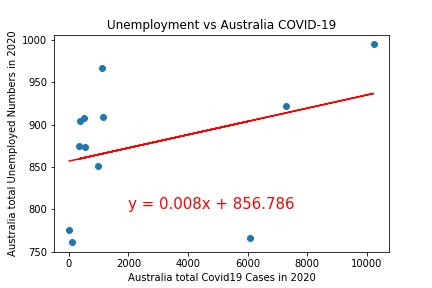 Unemployment vs Australia COVID-19
Australia total Unemployed Numbers in 2020
1000
950
900
850
800
750
y = 0.008x + 856.786
0 2000 4000 6000 8000 10000
Australia total Covid19 Cases in 2020